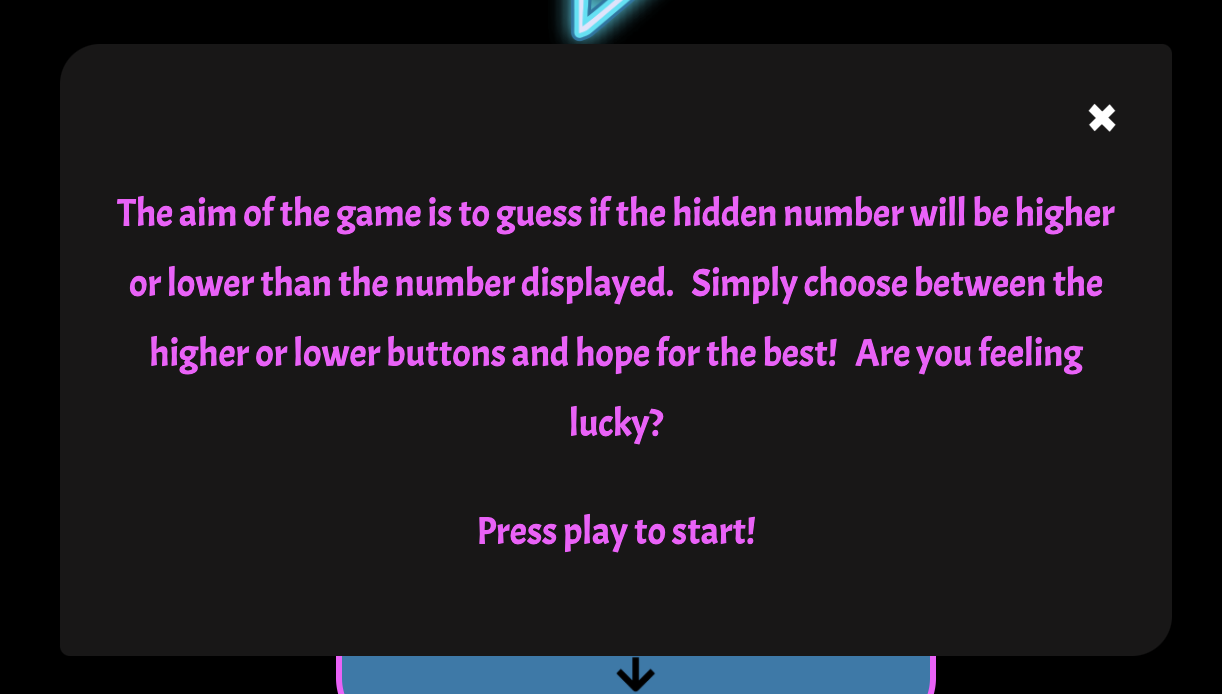 The aim of the game is to guess if the hidden number will be higher
or lower than the number displayed.  Simply choose between the
higher or lower buttons and hope for the best!  Are you feeling
lucky?
Press play to start!